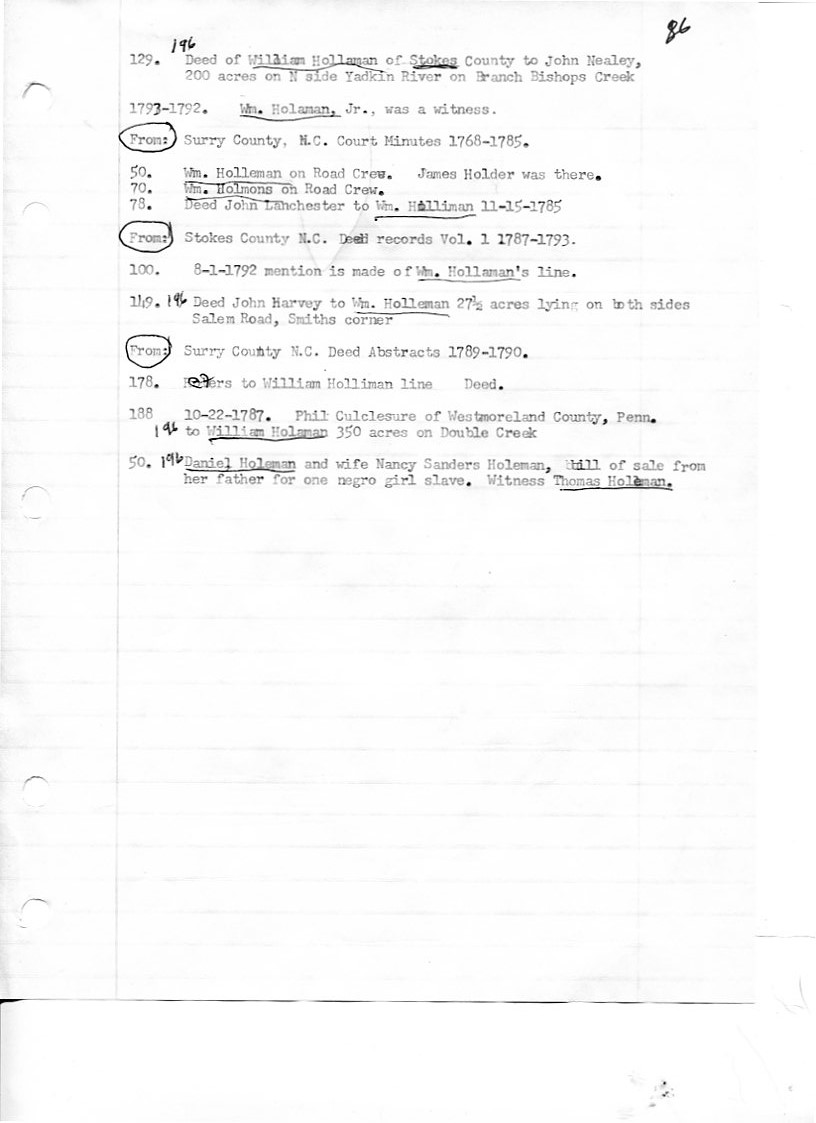 86
196
129. Deed of William Hollaman of Stokes County to John Nealey,
200 acres on N side Yadkin River on Branch Bishops Creek
1793-1792. Wm. Holaman, Jr., was a witness.
From: Surry County, N.C. Court Minutes 1768-1785.
50. Wm. Holleman on Road Crew. James Holder was there.
70. Wm. Holmons on Road Crew.
78. Deed John Lanchester to Wm. Halliman 11-15-1785
From: Stokes County N.C. Deed records Vol. 1 1787-1793.
100. 8-1-1792 mention is made of Wm. Hollaman's line.
149. 196 Deed John Harvey to Wm. Holleman 27½ acres lying on both sides
Salem Road, Smiths corner
From: Surry County N.C. Deed Abstracts 1789-1790.
178. Refers to William Holliman line Deed.
188 10-22-1787. Phil Culclesure of Westmoreland County, Penn.
196 to William Holaman 350 acres on Double Creek
50. 196 Daniel Holeman and wife Nancy Sanders Holeman, bill of sale from
her father for one negro girl slave. Witness Thomas Holeman.